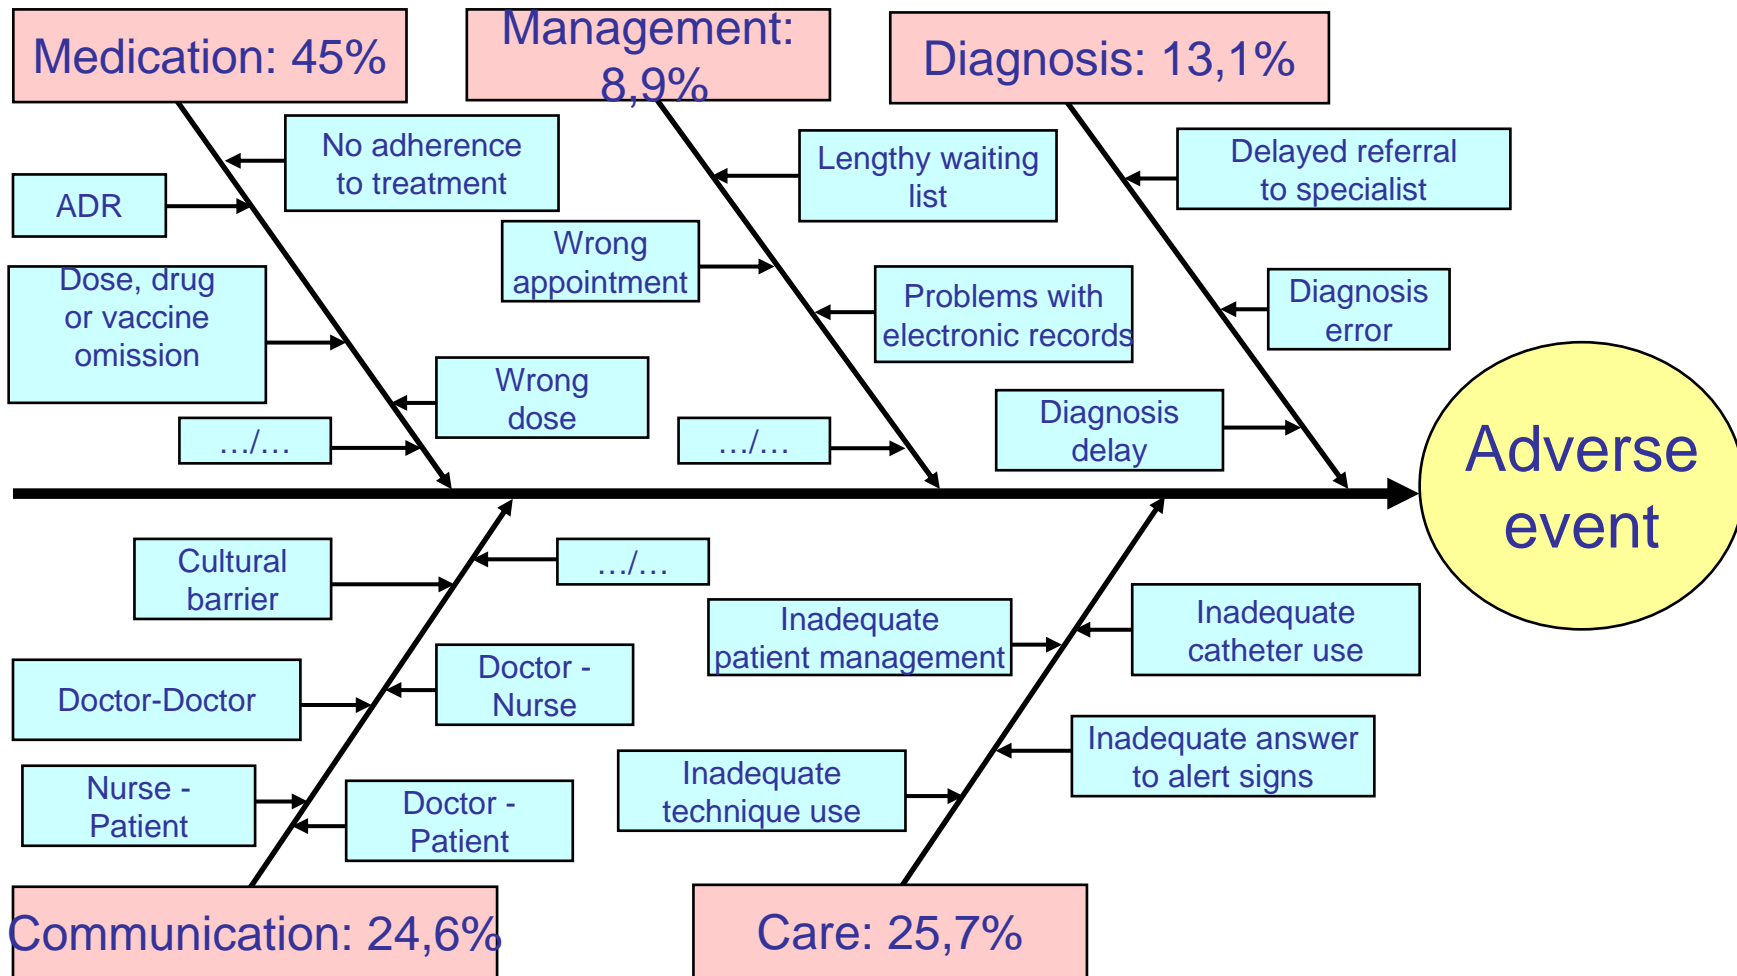 Medication: 45%
Management:
8,9%
Diagnosis: 13,1%
No adherence
to treatment
ADR
Dose, drug
or vaccine
omission
Wrong
dose
…/…
Lengthy waiting
list
Wrong
appointment
Problems with
electronic records
…/…
Delayed referral
to specialist
Diagnosis
error
Diagnosis
delay
Adverse
event
Cultural
barrier
…/…
Doctor-Doctor
Doctor -
Nurse
Nurse -
Patient
Doctor -
Patient
Inadequate
patient management
Inadequate
catheter use
Inadequate
technique use
Inadequate answer
to alert signs
Communication: 24,6%
Care: 25,7%